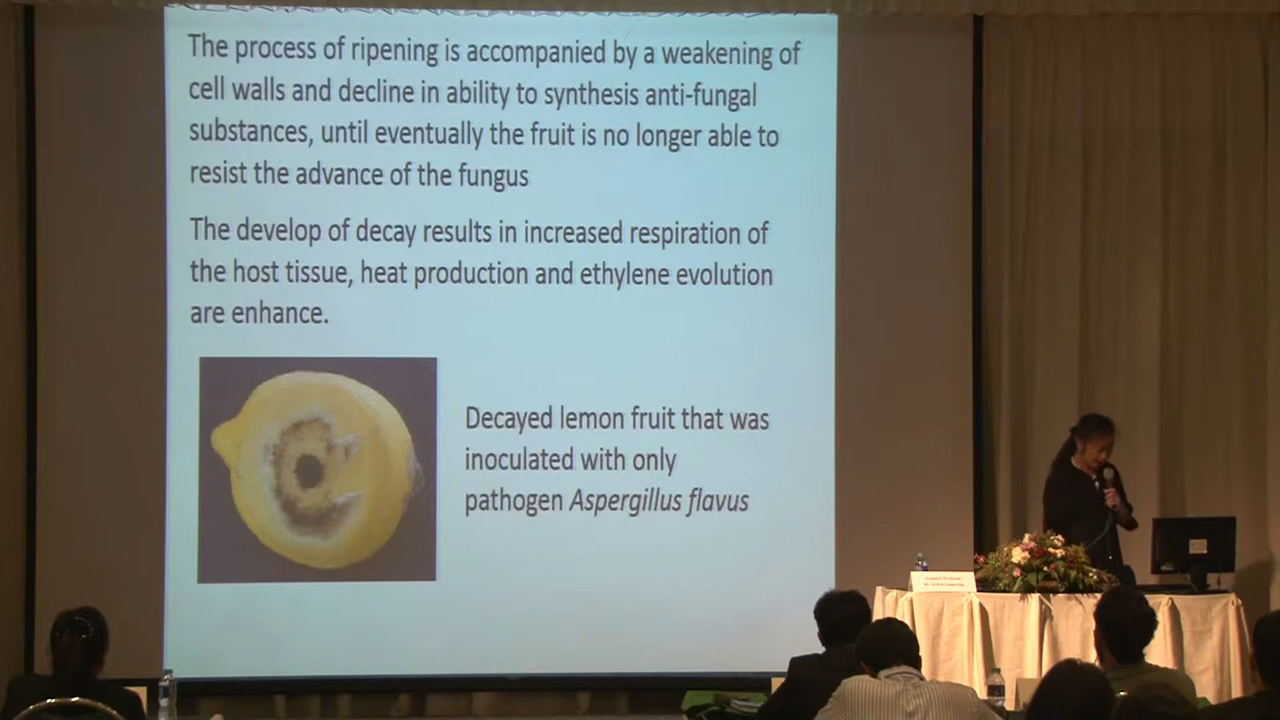 The process of ripening is accompanied by a weakening of
cell walls and decline in ability to synthesis anti-fungal
substances, until eventually the fruit is no longer able to
resist the advance of the fungus
The develop of decay results in increased respiration of
the host tissue, heat production and ethylene evolution
are enhance.
Decayed lemon fruit that was
inoculated with only
pathogen Aspergillus flavus